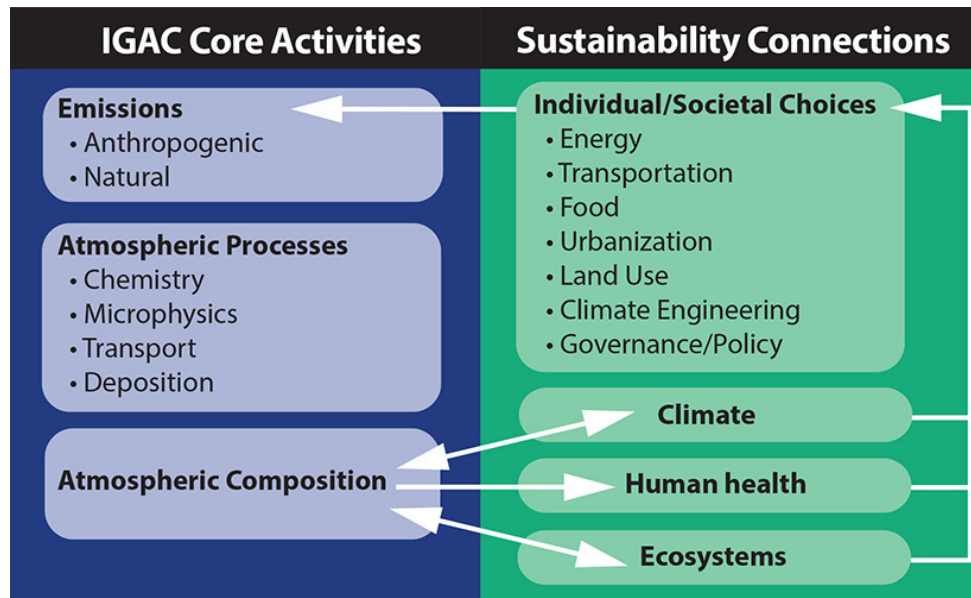 IGAC Core Activities
Emissions
• Anthropogenic
• Natural
Atmospheric Processes
• Chemistry
• Microphysics
• Transport
• Deposition
Atmospheric Composition
Sustainability Connections
Individual/Societal Choices
• Energy
• Transportation
• Food
• Urbanization
• Land Use
• Climate Engineering
• Governance/Policy
Climate
Human health
Ecosystems